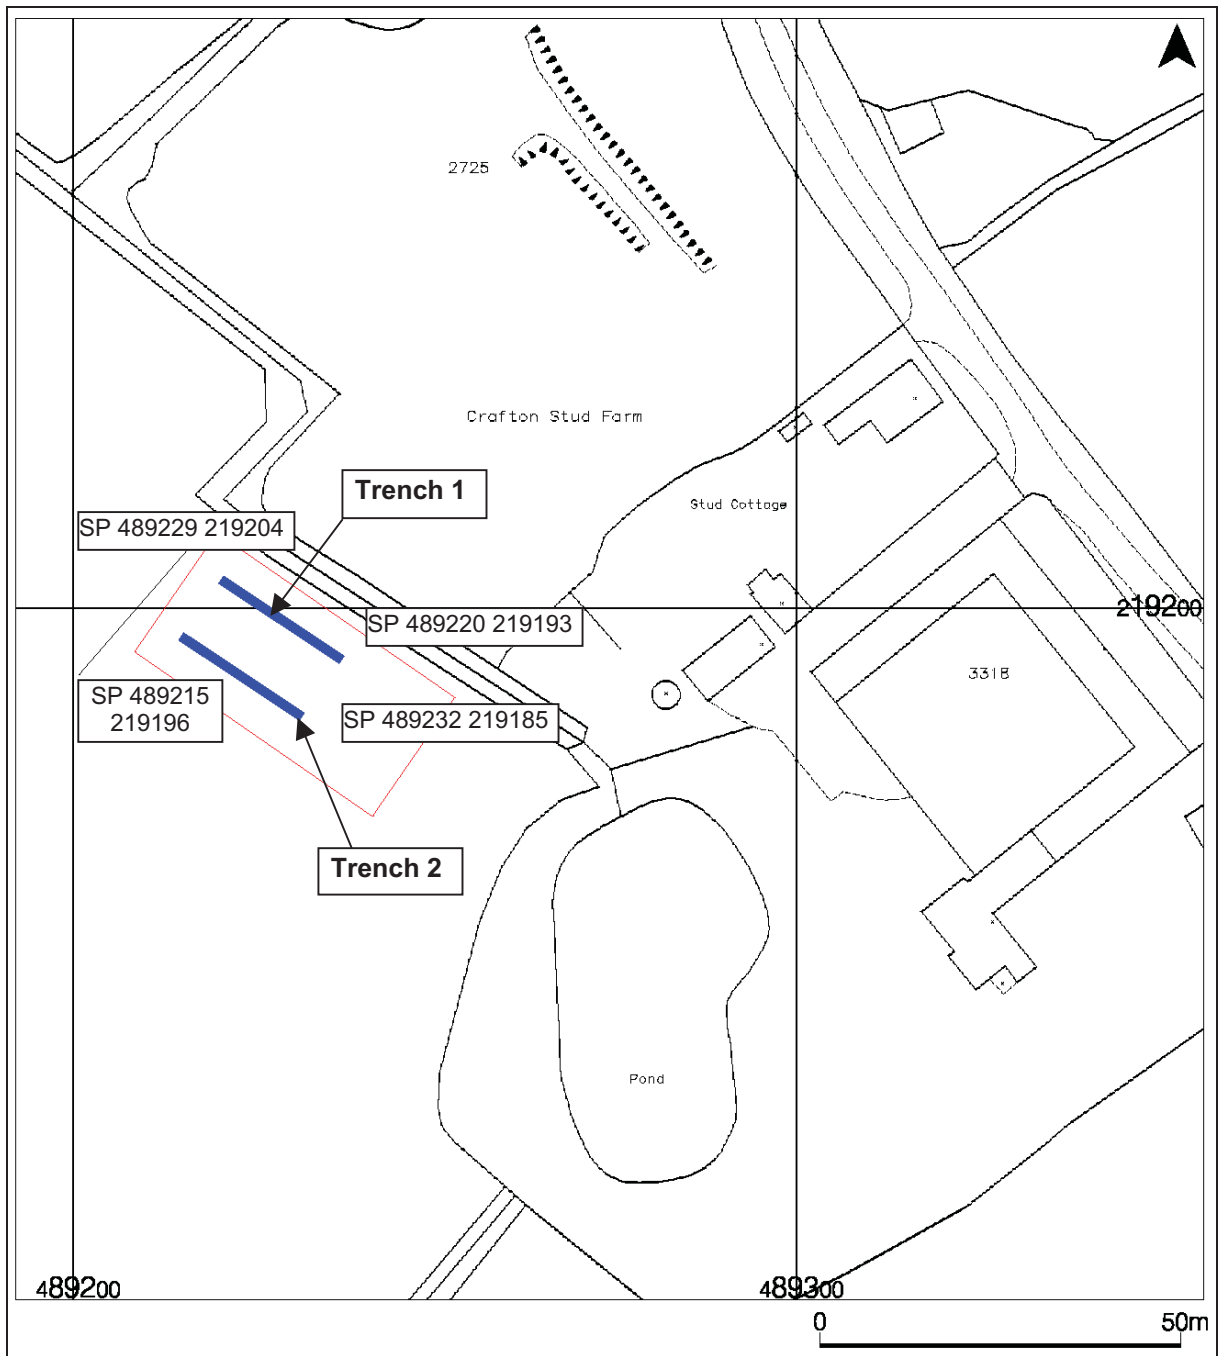 2725
Crafton Stud Farm
Trench 1
Stud Cottage
SP 489229 219204
219200
SP 489220 219193
3318
SP 489215
219196
SP 489232 219185
Trench 2
Pond
489200
489300
0
50m